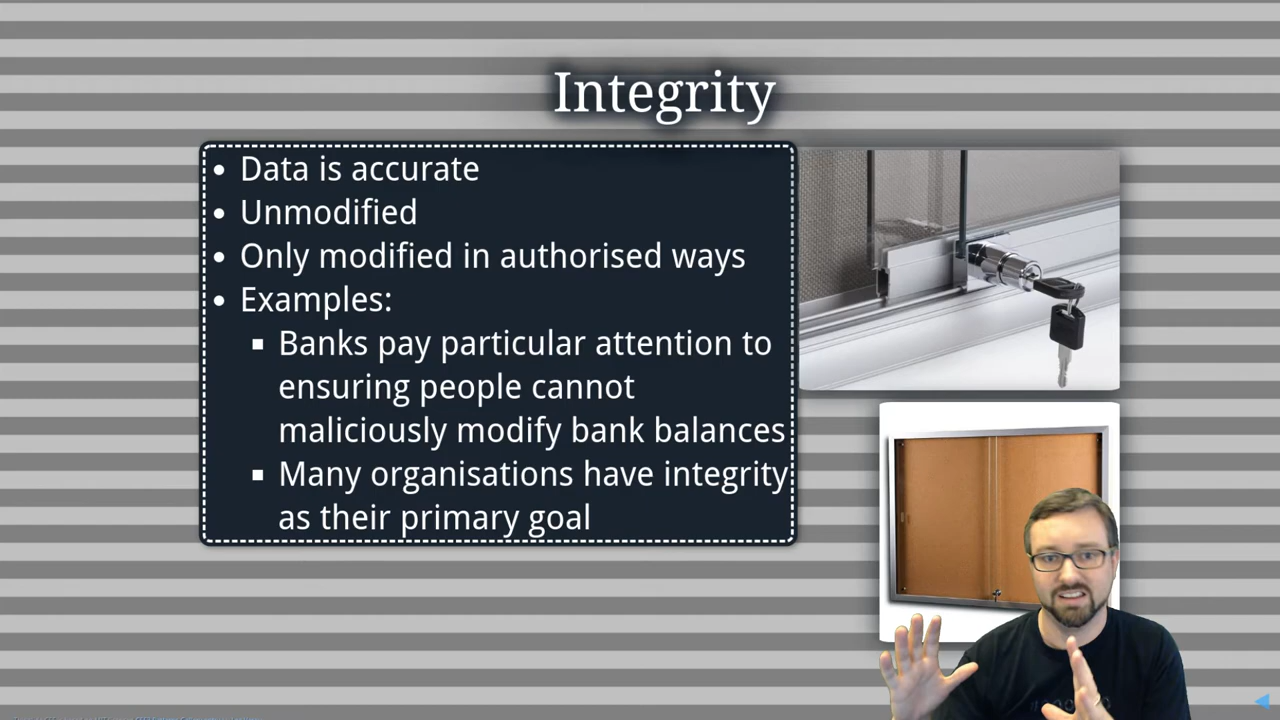 Integrity
Data is accurate
Unmodified
Only modified in authorised ways
Examples:
Banks pay particular attention to
ensuring people cannot
maliciously modify bank balances
Many organisations have integrity
as their primary goal